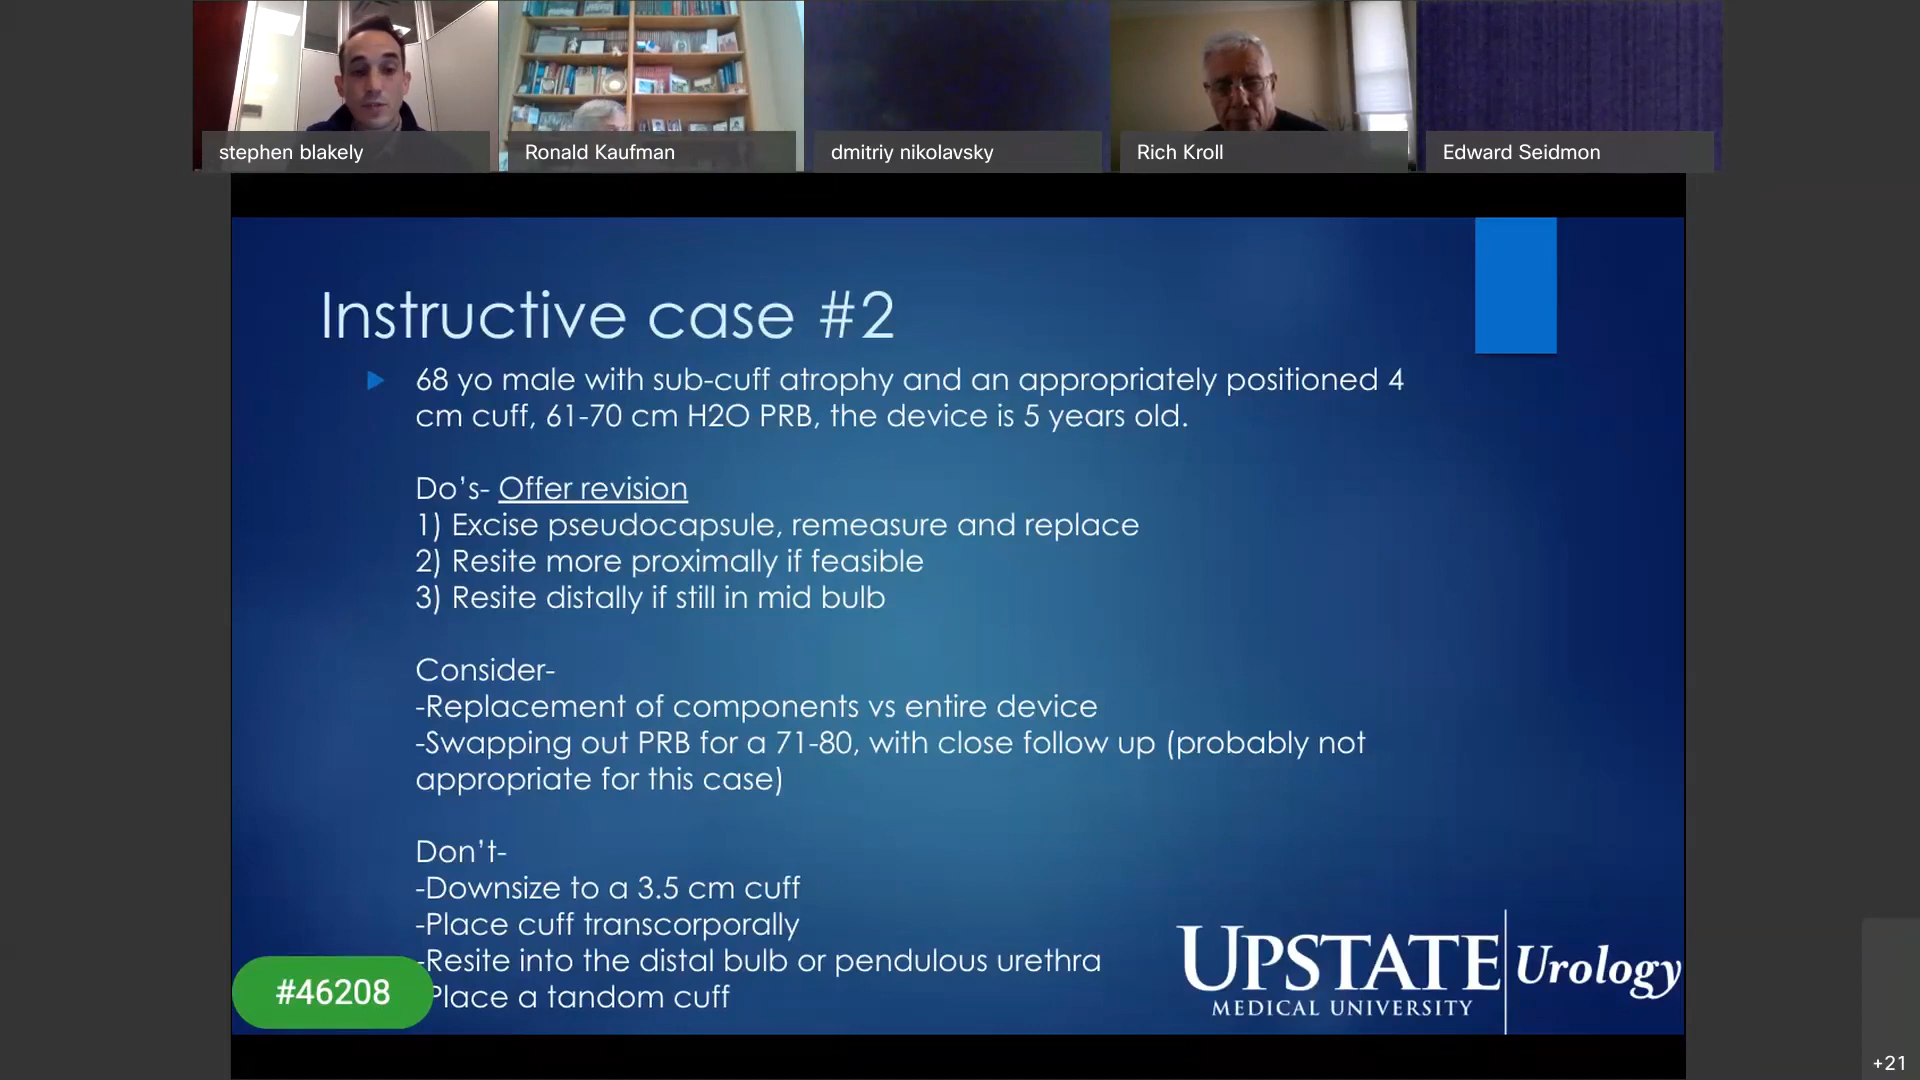 stephen blakely
Ronald Kaufman
dmitriy nikolavsky
Rich Kroll
Edward Seidmon
Instructive case #2
68 yo male with sub-cuff atrophy and an appropriately positioned 4
cm cuff, 61-70 cm H2O PRB, the device is 5 years old.
Do's- Offer revision
1) Excise pseudocapsule, remeasure and replace
2) Resite more proximally if feasible
3) Resite distally if still in mid bulb
Consider-
-Replacement of components vs entire device
-Swapping out PRB for a 71-80, with close follow up (probably not
appropriate for this case)
Don't-
-Downsize to a 3.5 cm cuff
-Place cuff transcorporally
-Resite into the distal bulb or pendulous urethra
Place a tandom cuff
#46208
UPSTATE
MEDICAL UNIVERSITY
Urology
+21